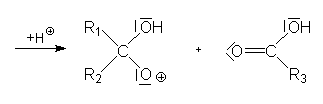 +H⊕
R1 |OH
C
R2 |O ⊕
+
O=C
|OH
R3